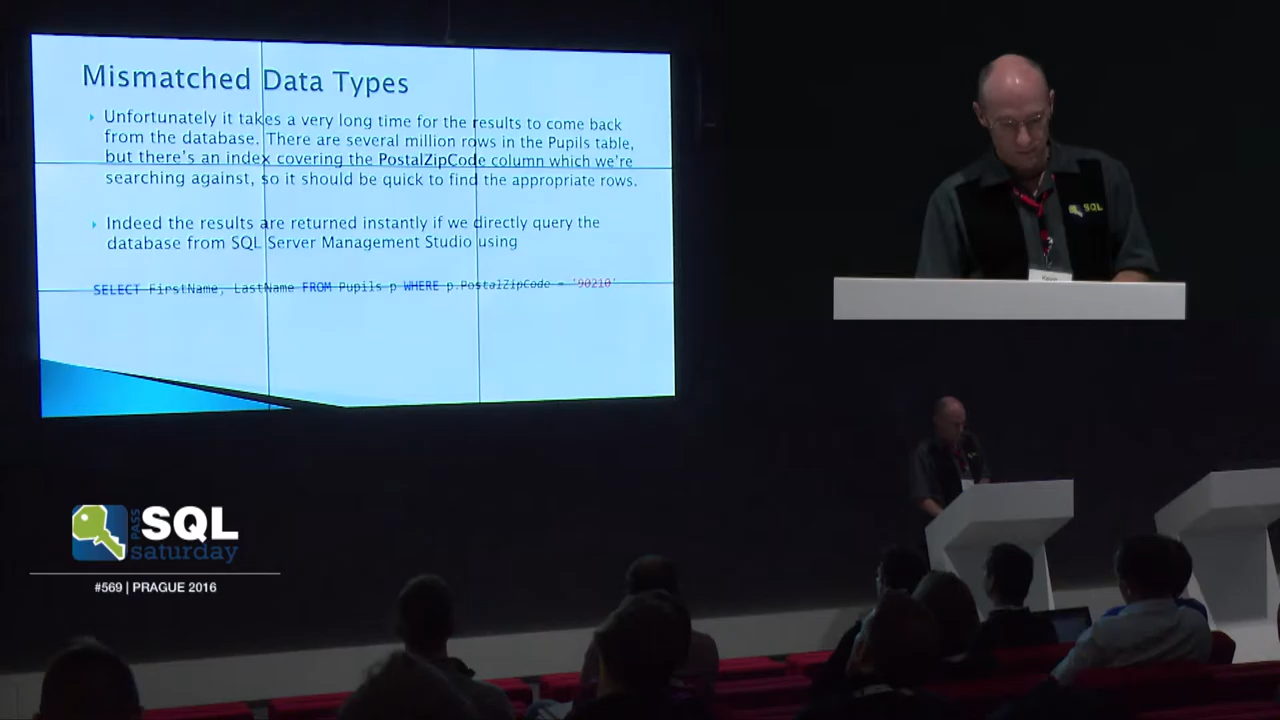 Mismatched Data Types
Unfortunately it takes a very long time for the results to come back
from the database. There are several million rows in the Pupils table,
but there's an index covering the PostalZipCode column which we're
searching against, so it should be quick to find the appropriate rows.
Indeed the results are returned instantly if we directly query the
database from SQL Server Management Studio using
SELECT FirstName, LastName FROM Pupils p WHERE p.PostalZipCode = '90210'
SQL
PASS
SQL
saturday
#569 | PRAGUE 2016